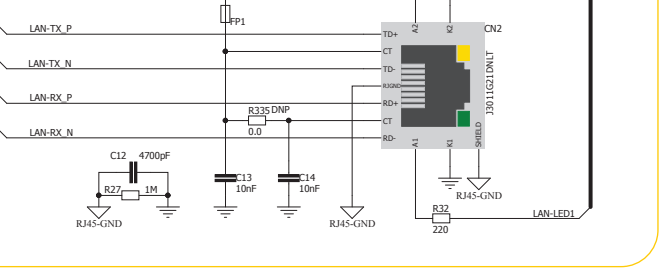 FP1
A2
K2
CN2
LAN-TX_P
TD+
CT
LAN-TX_N
TD-
RJGND
J3011G21DNLT
LAN-RX_P
RD+
R335 DNP
0.0
CT
LAN-RX_N
RD-
A1
K1
SHIELD
C12 4700pF
R27 1M
C13
10nF
C14
10nF
RJ45-GND
RJ45-GND
RJ45-GND
R32
220
LAN-LED1